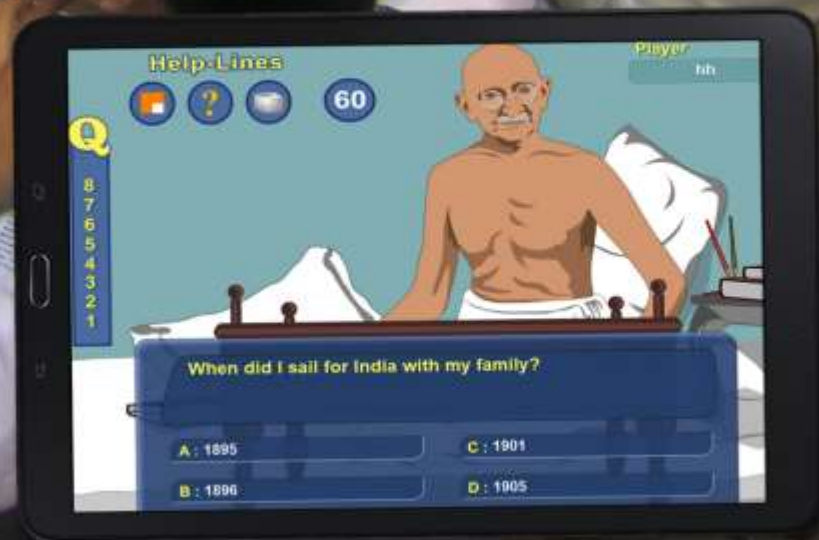 Help-Lines
Player
hh
?
60
Q
8
7
6
5
4
3
2
1
When did I sail for India with my family?
A : 1895
C : 1901
B : 1896
D : 1905